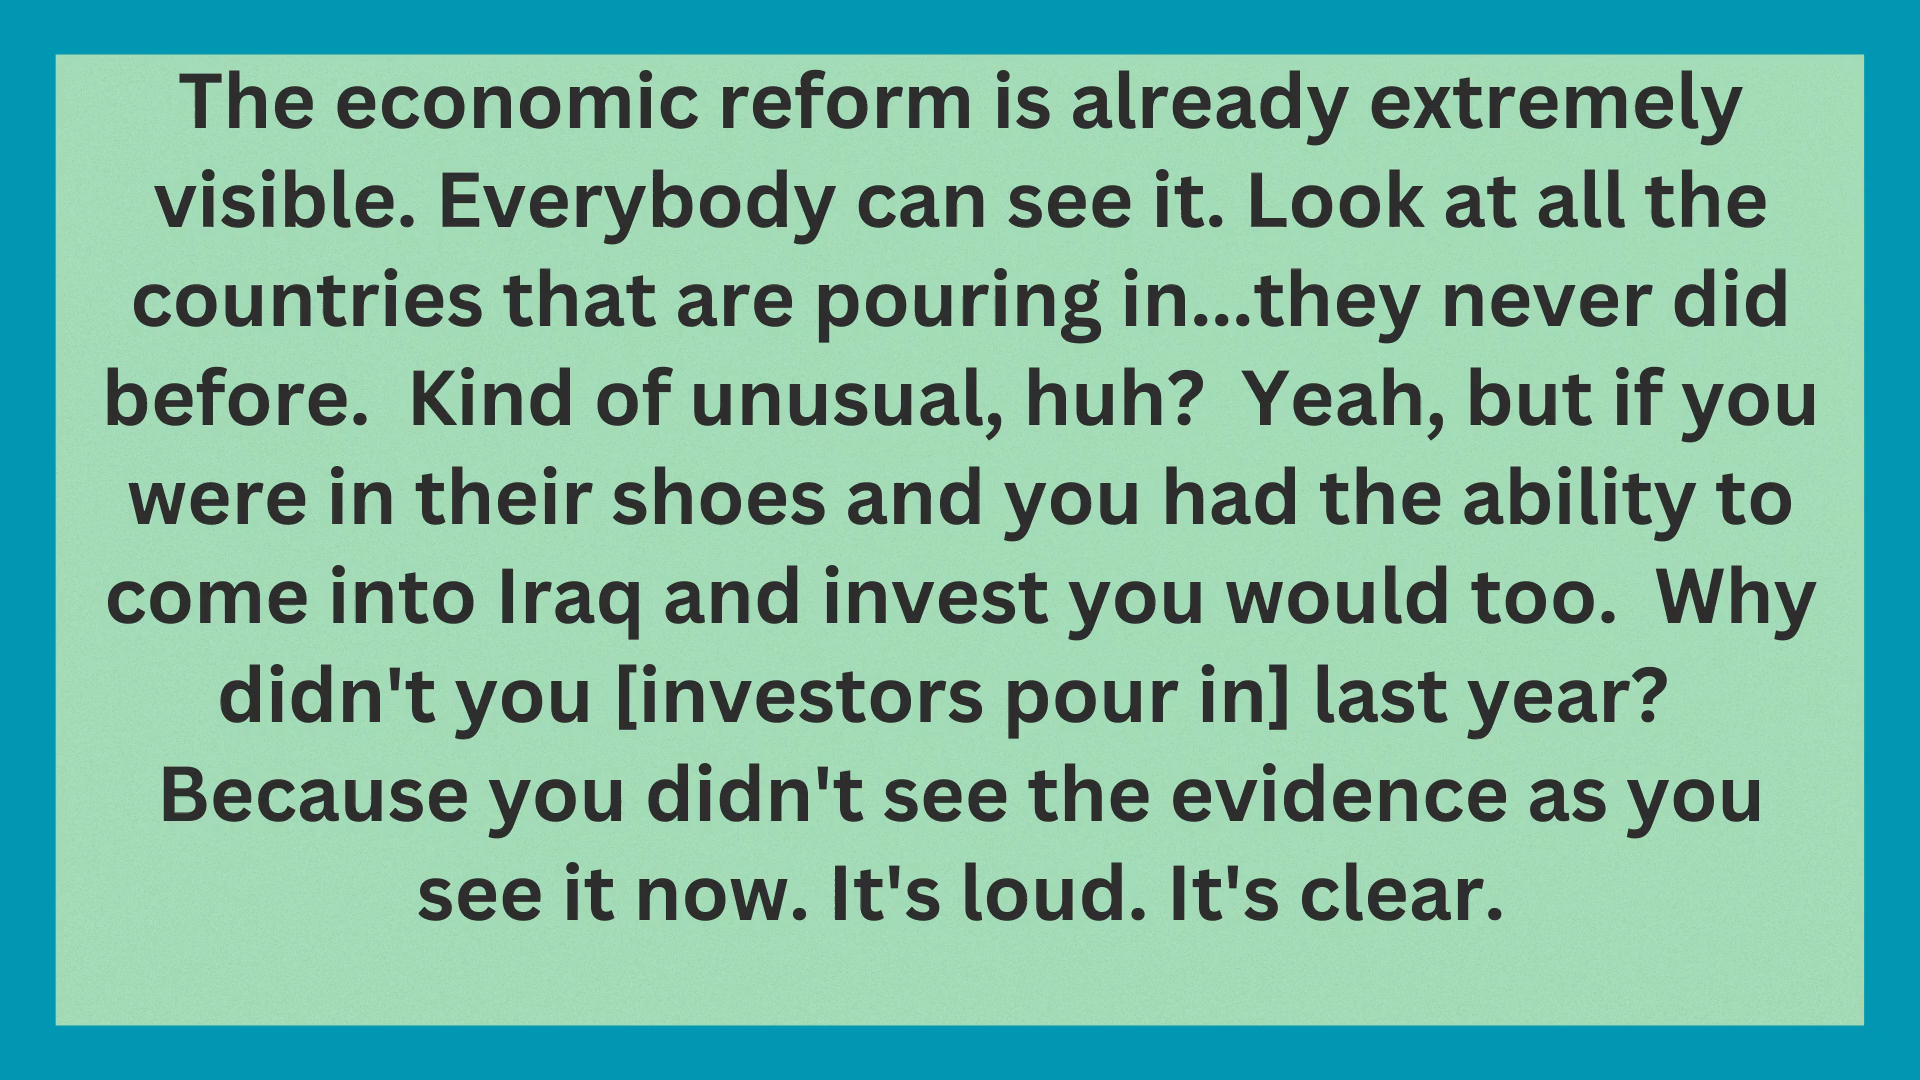 The economic reform is already extremely
visible. Everybody can see it. Look at all the
countries that are pouring in...they never did
before.  Kind of unusual, huh?  Yeah, but if you
were in their shoes and you had the ability to
come into Iraq and invest you would too.  Why
didn't you [investors pour in] last year?
Because you didn't see the evidence as you
see it now. It's loud. It's clear.